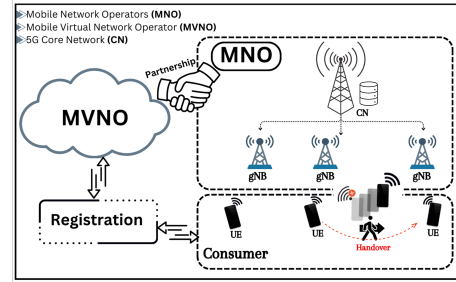 Mobile Network Operators (MNO)
Mobile Virtual Network Operator (MVNO)
5G Core Network (CN)
Partnership
MNO
CN
MVNO
gNB
gNB
gNB
Registration
UE
UE
UE
Handover
Consumer